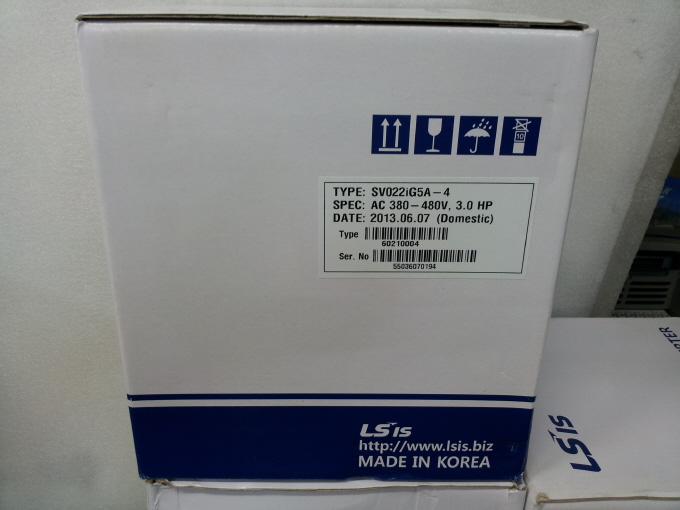 10
TYPE: SV022iG5A-4
SPEC: AC 380-480V, 3.0 HP
DATE: 2013.06.07 (Domestic)
Type
60210004
Ser. No
55036070194
LSis
http://www.lsis.biz
MADE IN KOREA
LSis